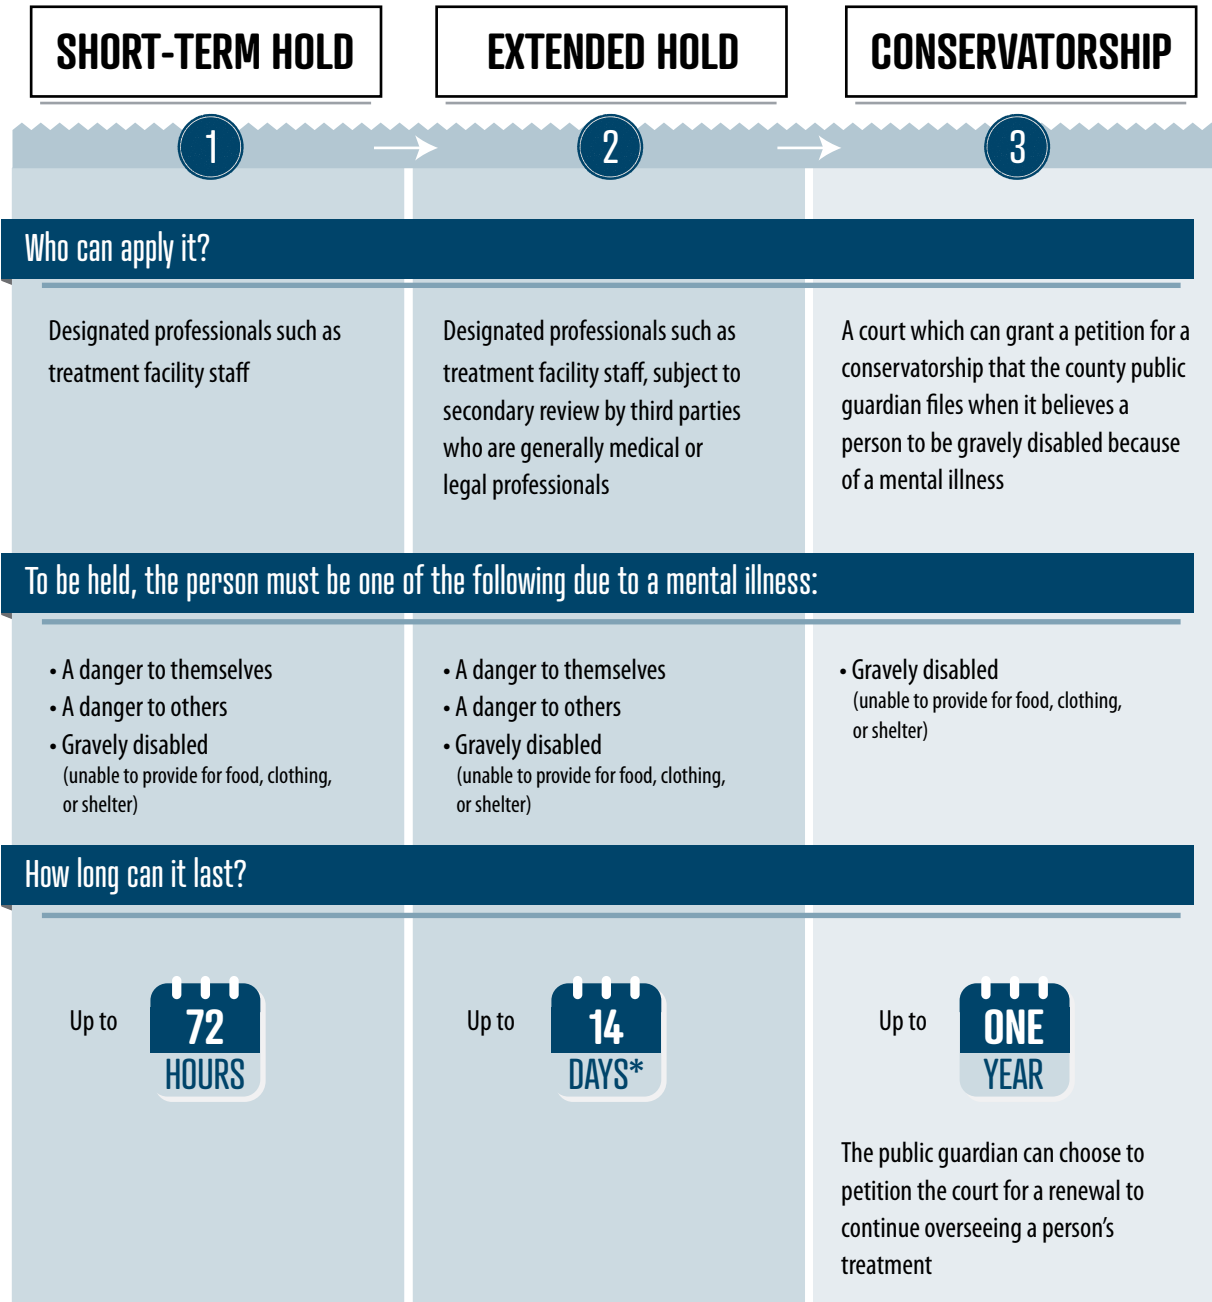 SHORT-TERM HOLD
EXTENDED HOLD
CONSERVATORSHIP
1
2
3
Who can apply it?
Designated professionals such as
treatment facility staff
Designated professionals such as
treatment facility staff, subject to
secondary review by third parties
who are generally medical or
legal professionals
A court which can grant a petition for a
conservatorship that the county public
guardian files when it believes a
person to be gravely disabled because
of a mental illness
To be held, the person must be one of the following due to a mental illness:
• A danger to themselves
• A danger to others
• Gravely disabled
(unable to provide for food, clothing,
or shelter)
• A danger to themselves
• A danger to others
• Gravely disabled
(unable to provide for food, clothing,
or shelter)
• Gravely disabled
(unable to provide for food, clothing,
or shelter)
How long can it last?
Up to
72
HOURS
Up to
14
DAYS*
Up to
ONE
YEAR
The public guardian can choose to
petition the court for a renewal to
continue overseeing a person's
treatment